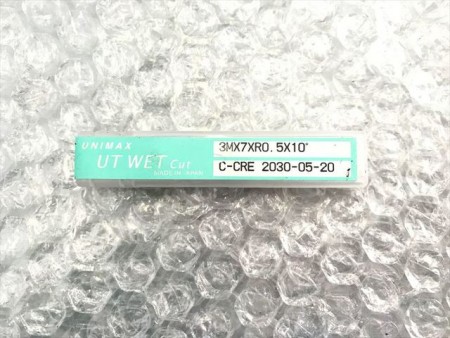 UNIMAX
UT WET Cut
MADE IN JAPAN
3MX7XR0.5X10°
C-CRE 2030-05-20